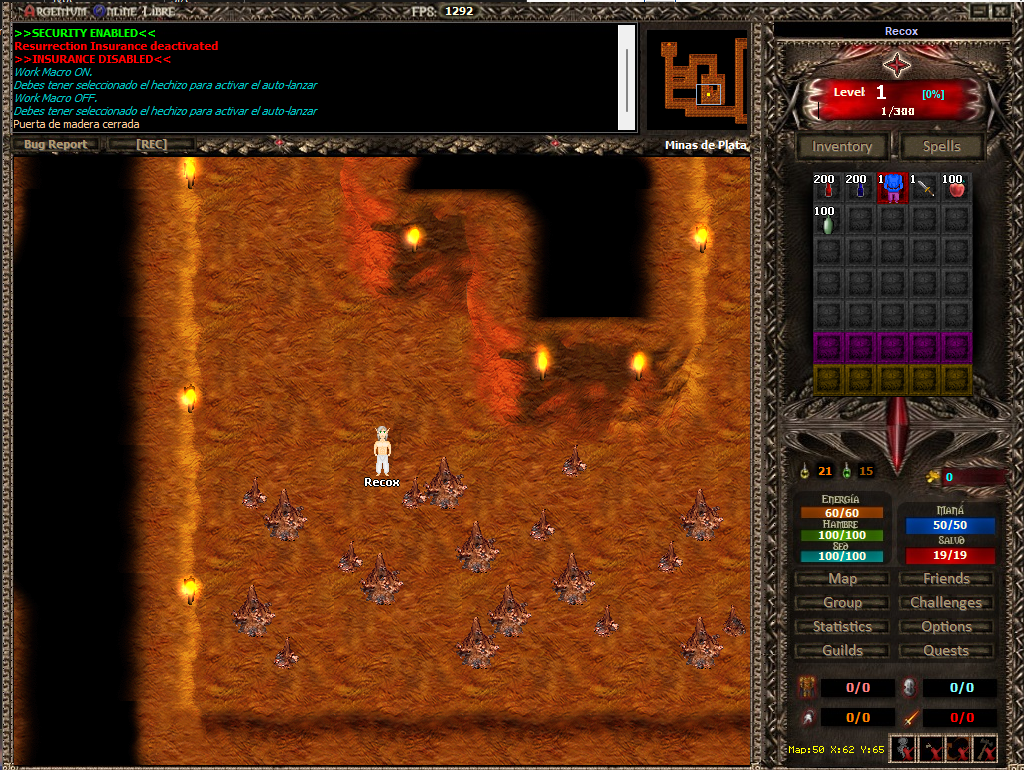 Argentum Online Libre
FPS: 1292
>>SECURITY ENABLED<<
Resurrection Insurance deactivated
>>INSURANCE DISABLED<<
Work Macro ON.
Debes tener seleccionado el hechizo para activar el auto-lanzar
Work Macro OFF.
Debes tener seleccionado el hechizo para activar el auto-lanzar
Puerta de madera cerrada
Bug Report
[REC]
Minas de Plata,
Recox
Recox
Level: 1 [0%]
1/300
Inventory Spells
200 200 1 1 100
100
21 15 0
Energía
60/60
Hambre
100/100
Sed
100/100
Maná
50/50
Salud
19/19
Map Friends
Group Challenges
Statistics Options
Guilds Quests
0/0 0/0
0/0 0/0
Map:50 X:62 Y:65